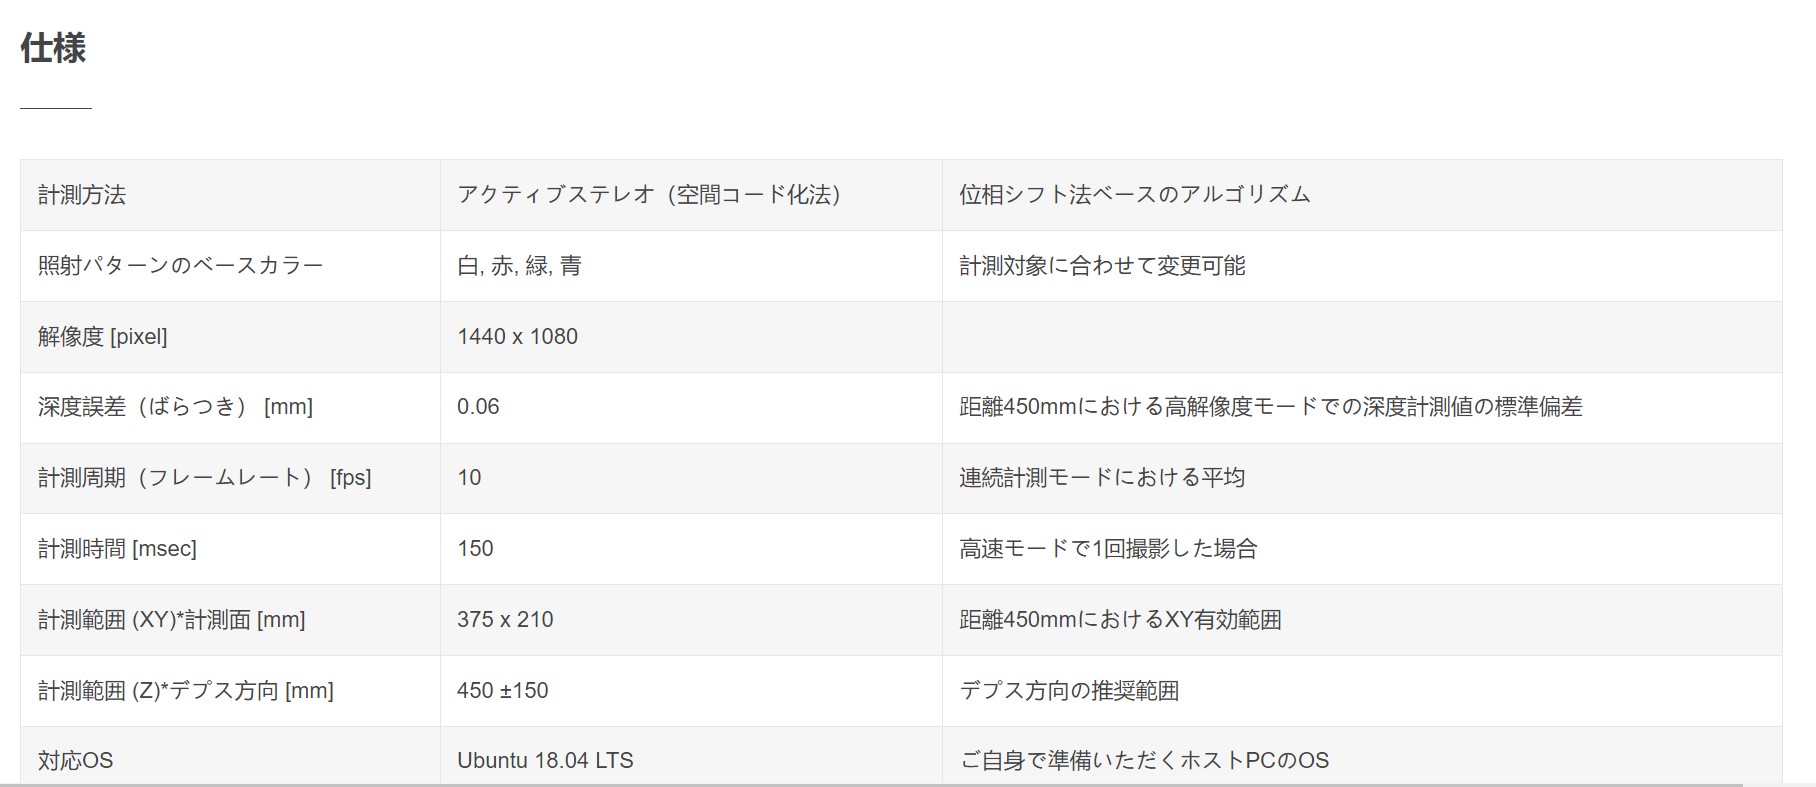 仕様
計測方法 アクティブステレオ（空間コード化法） 位相シフト法ベースのアルゴリズム
照射パターンのベースカラー 白, 赤, 緑, 青 計測対象に合わせて変更可能
解像度 [pixel] 1440 x 1080
深度誤差（ばらつき） [mm] 0.06 距離450mmにおける高解像度モードでの深度計測値の標準偏差
計測周期（フレームレート） [fps] 10 連続計測モードにおける平均
計測時間 [msec] 150 高速モードで1回撮影した場合
計測範囲 (XY)*計測面 [mm] 375 x 210 距離450mmにおけるXY有効範囲
計測範囲 (Z)*デプス方向 [mm] 450 ±150 デプス方向の推奨範囲
対応OS Ubuntu 18.04 LTS ご自身で準備いただくホストPCのOS